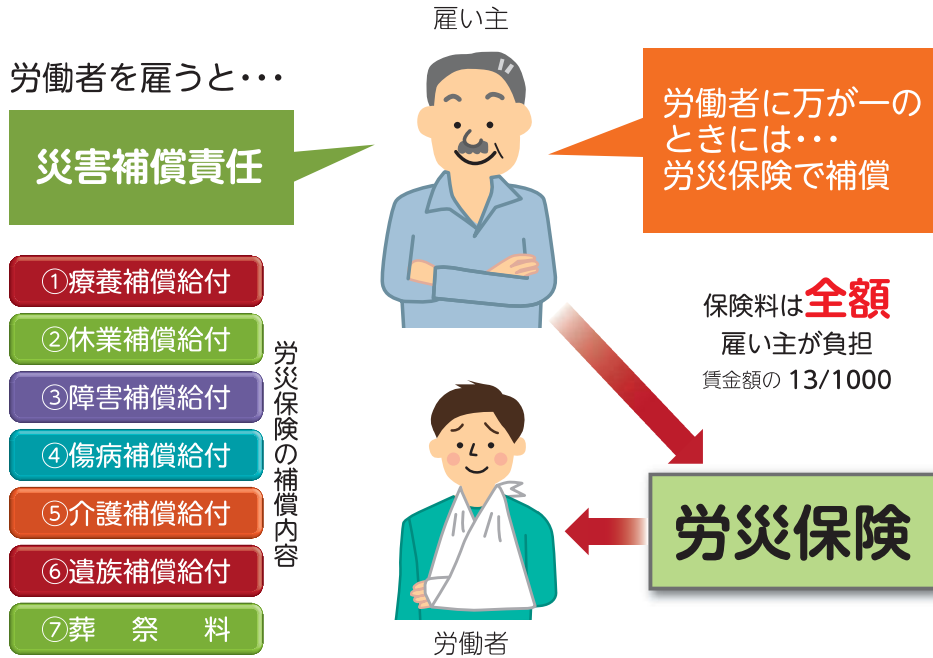 雇い主
労働者を雇うと･･･
災害補償責任
労働者に万が一の
ときには･･･
労災保険で補償
①療養補償給付
②休業補償給付
③障害補償給付
④傷病補償給付
⑤介護補償給付
⑥遺族補償給付
⑦葬祭料
労災保険の補償内容
保険料は全額
雇い主が負担
賃金額の 13/1000
労災保険
労働者